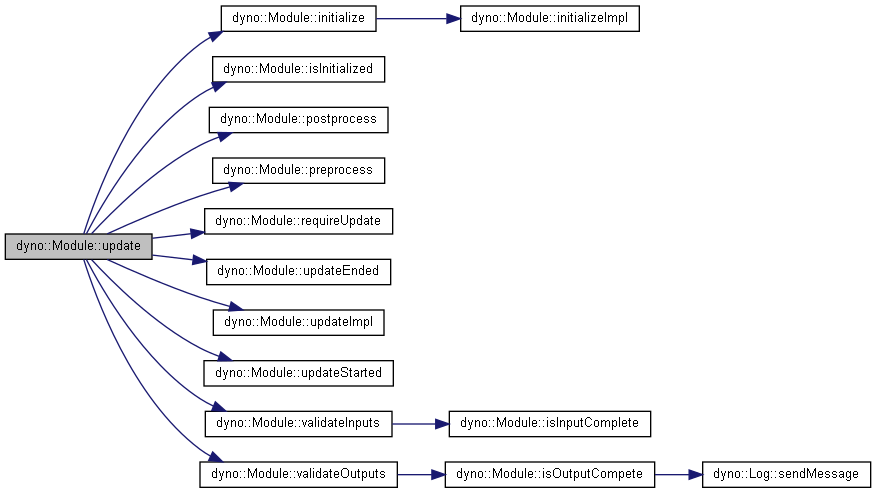 dyno::Module::initialize
dyno::Module::initializeImpl
dyno::Module::isInitialized
dyno::Module::postprocess
dyno::Module::preprocess
dyno::Module::requireUpdate
dyno::Module::update
dyno::Module::updateEnded
dyno::Module::updateImpl
dyno::Module::updateStarted
dyno::Module::validateInputs
dyno::Module::isInputComplete
dyno::Module::validateOutputs
dyno::Module::isOutputCompete
dyno::Log::sendMessage